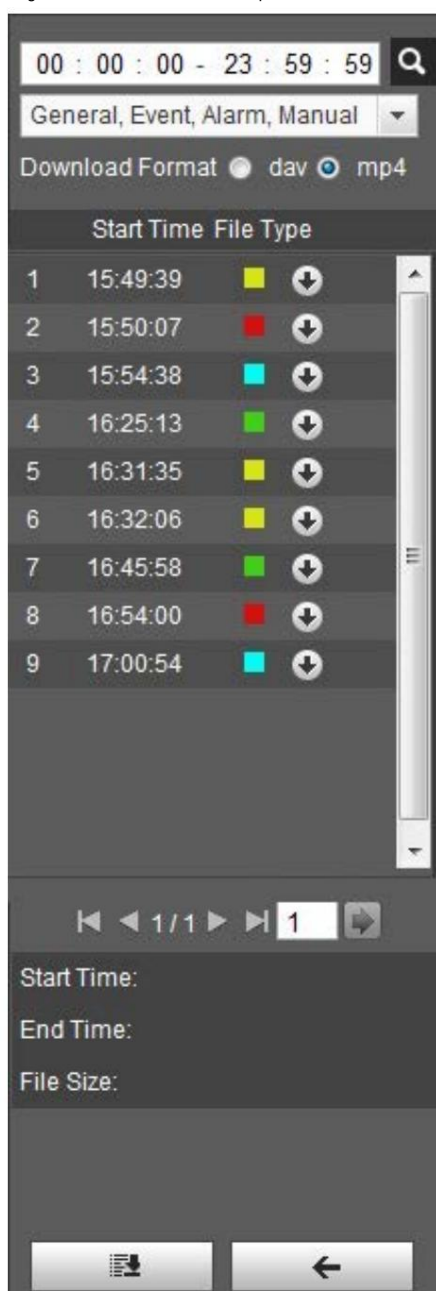 00 : 00 : 00 - 23 : 59 : 59
General, Event, Alarm, Manual
Download Format dav mp4
Start Time File Type
1 15:49:39
2 15:50:07
3 15:54:38
4 16:25:13
5 16:31:35
6 16:32:06
7 16:45:58
8 16:54:00
9 17:00:54
1 / 1 1
Start Time:
End Time:
File Size: